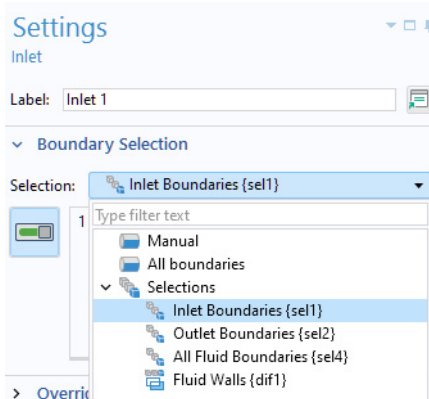 Settings
Inlet
Label: Inlet 1
Boundary Selection
Selection: Inlet Boundaries {sel1}
1
Type filter text
Manual
All boundaries
Selections
Inlet Boundaries {sel1}
Outlet Boundaries {sel2}
All Fluid Boundaries {sel4}
Fluid Walls {dif1}